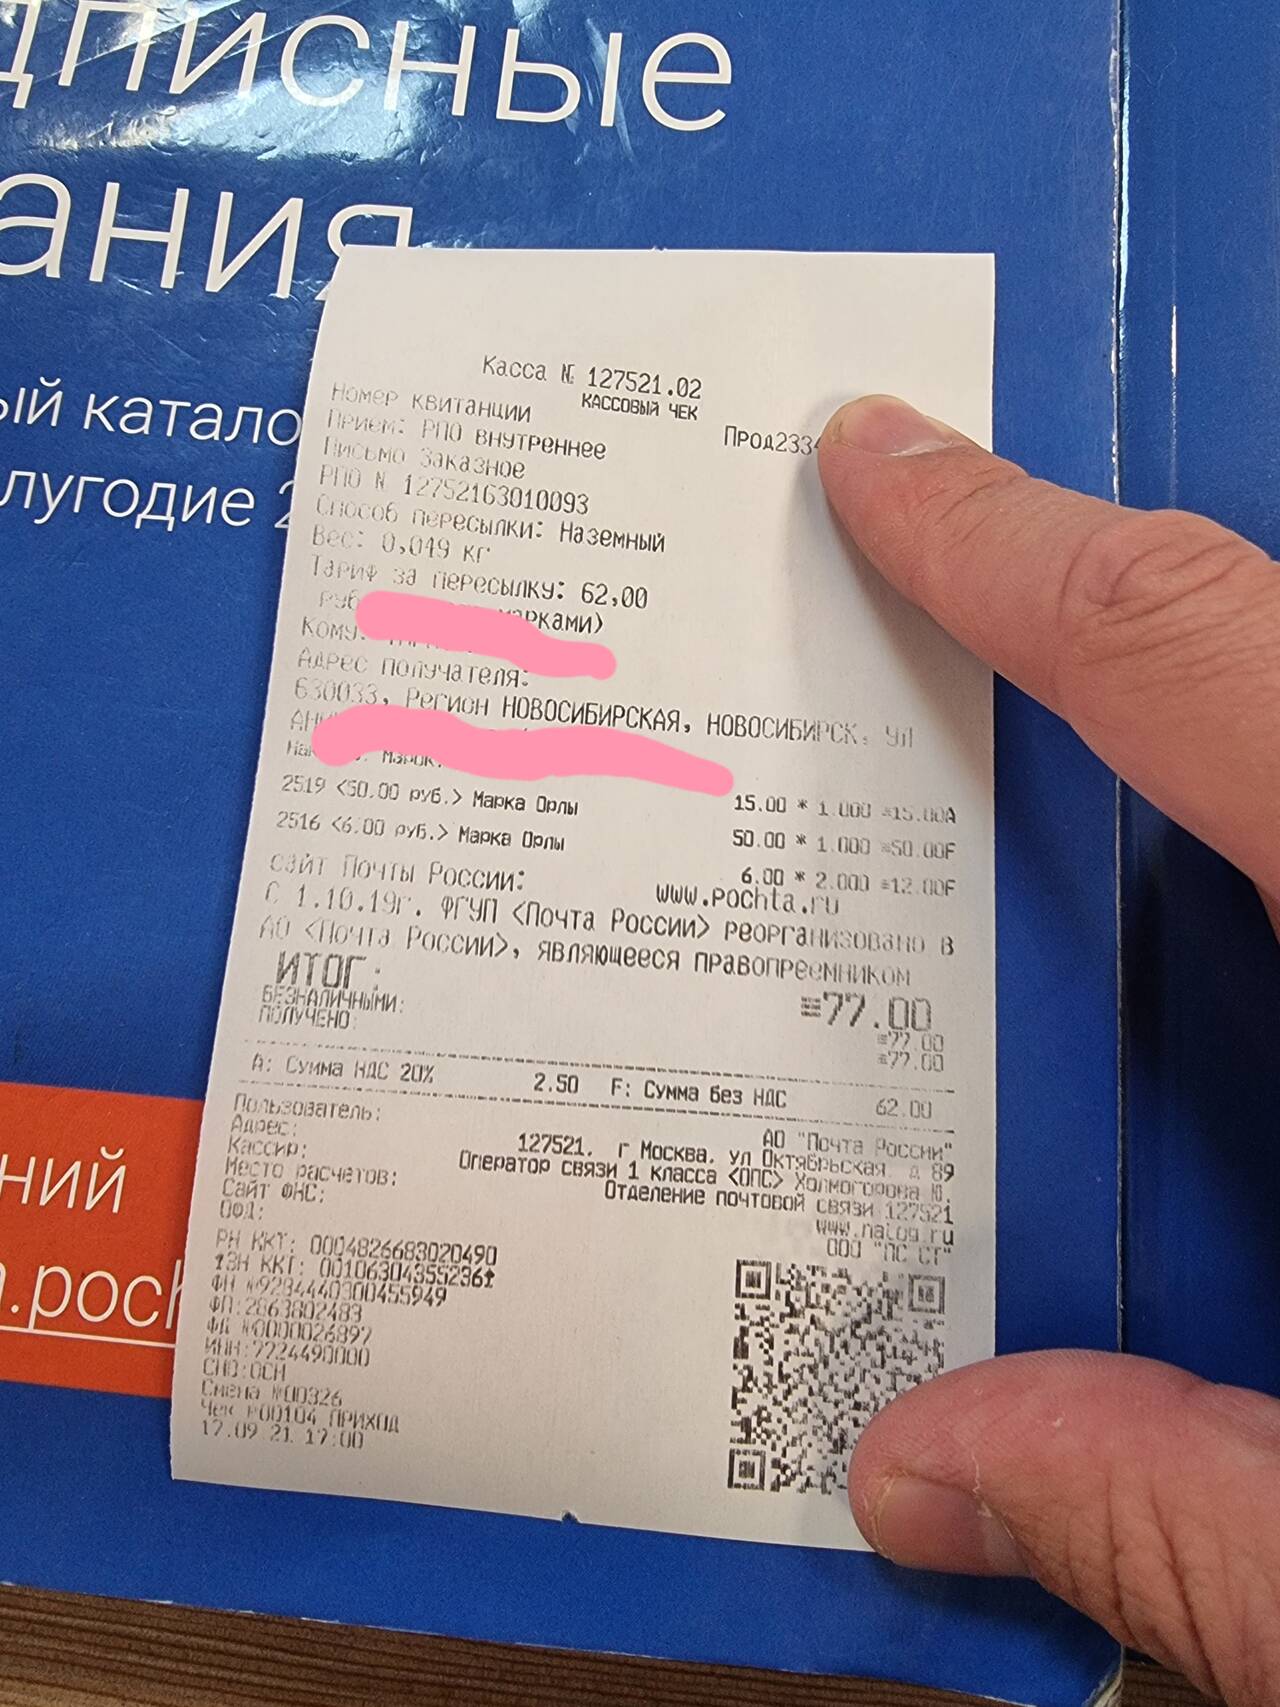 дписные
ания
ый катало
лугодие 2
Касса № 127521.02
КАССОВЫЙ ЧЕК
Номер квитанции Прод2334
Прием: РПО внутреннее
Письмо Заказное
РПО № 12752163010093
Способ пересылки: Наземный
Вес: 0,049 кг
Тариф за пересылку: 62,00
руб марками)
Кому:
Адрес получателя:
630033, Регион НОВОСИБИРСКАЯ, НОВОСИБИРСК, УЛ
марок. 15.00 * 1.000 =15.00A
2519 <50.00 руб.> Марка Орлы 50.00 * 1.000 =50.00F
2516 <6.00 руб.> Марка Орлы 6.00 * 2.000 =12.00F
сайт Почты России: www.pochta.ru
С 1.10.19г. ФГУП <Почта России> реорганизовано в
АО <Почта России>, являющееся правопреемником
ИТОГ: =77.00
БЕЗНАЛИЧНЫМИ: =77.00
ПОЛУЧЕНО: =77.00
А: Сумма НДС 20% 2.50 F: Сумма без НДС 62.00
Пользователь: АО "Почта России"
Адрес: 127521. г Москва. ул Октябрьская д 89
Кассир: Оператор связи 1 класса <ОПС> Холмогорова Ю.
Место расчетов: Отделение почтовой связи 127521
Сайт ФНС: www.nalog.ru
ОФД: ООО "ПС СТ"
РН ККТ: 0004826683020490
ЗН ККТ: 00106304355236
ФН №9284440300455949
ФП:2863802483
ФД №0000026897
ИНН:7724490000
СНО:ОСН
Смена №00326
Чек №00104 ПРИХОД
17.09 21 17:00
ний
a.poch